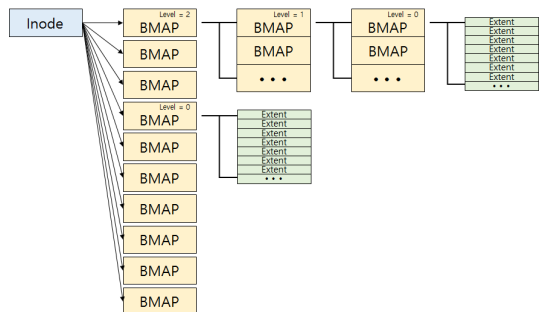 Inode
Level = 2
BMAP
BMAP
BMAP
Level = 0
BMAP
BMAP
BMAP
BMAP
BMAP
BMAP
BMAP
Level = 1
BMAP
BMAP
• • •
Level = 0
BMAP
BMAP
• • •
Extent
Extent
Extent
Extent
Extent
Extent
Extent
• • •
Extent
Extent
Extent
Extent
Extent
Extent
Extent
• • •